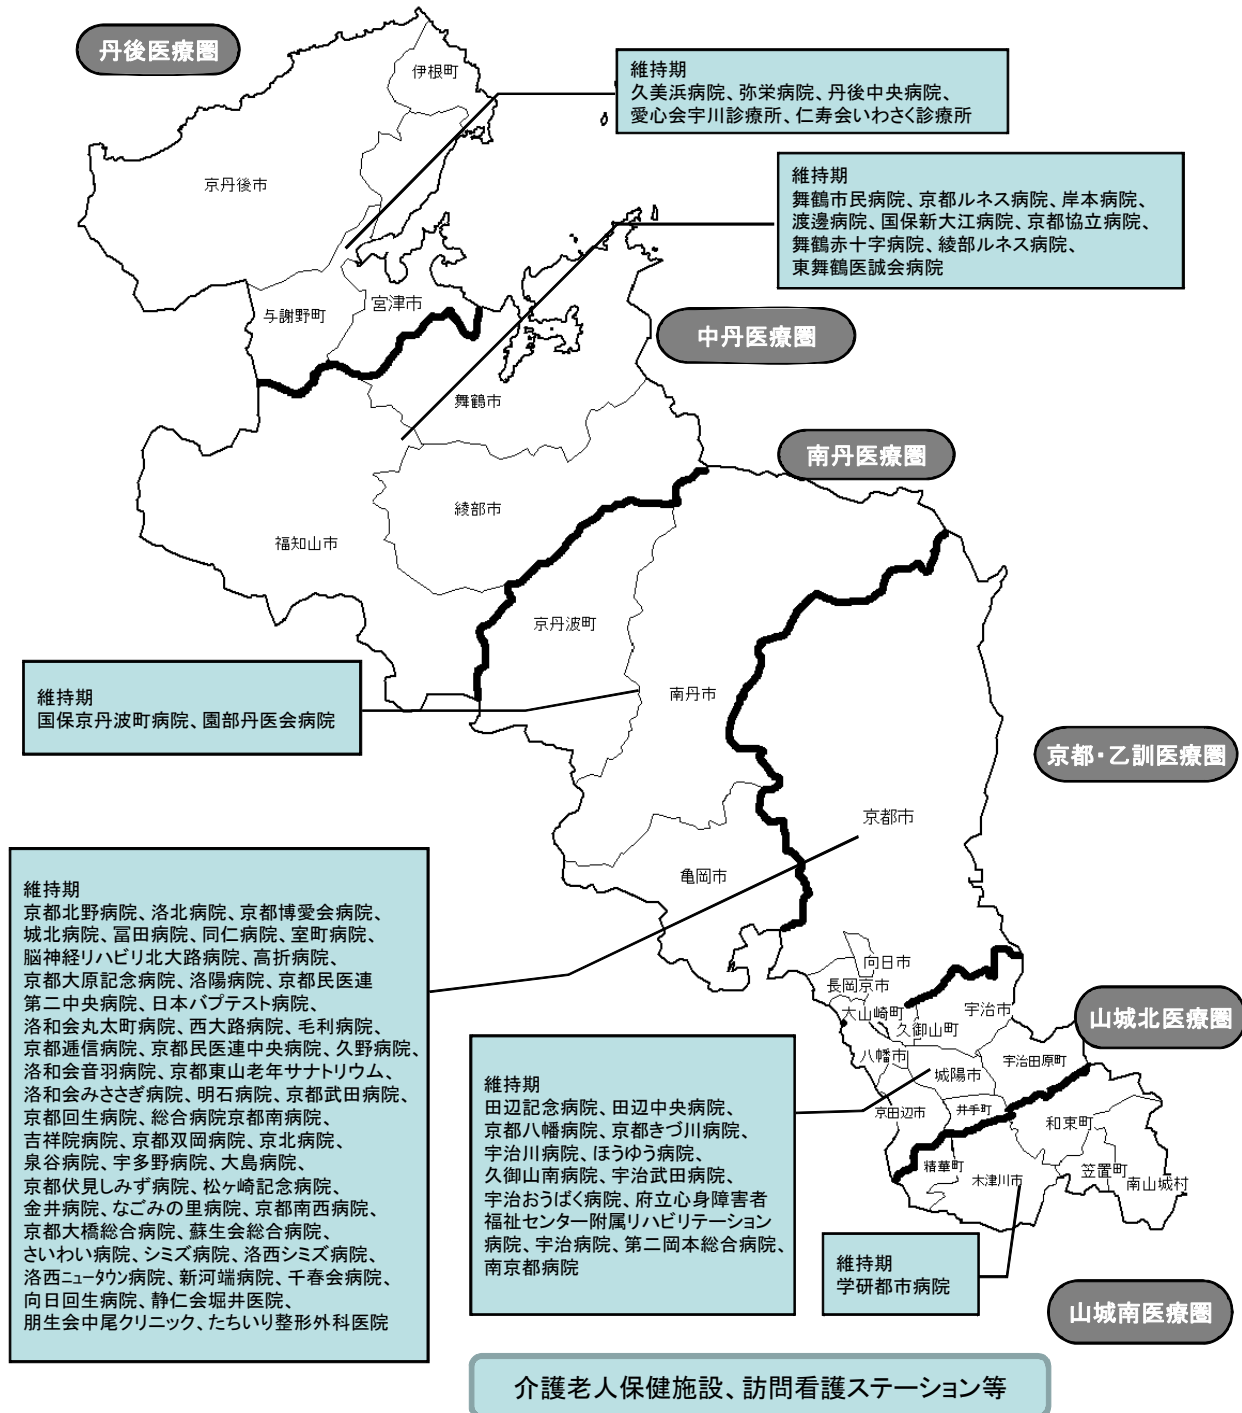 丹後医療圏
伊根町
維持期
久美浜病院、弥栄病院、丹後中央病院、
愛心会宇川診療所、仁寿会いわさく診療所
京丹後市
維持期
舞鶴市民病院、京都ルネス病院、岸本病院、
渡邊病院、国保新大江病院、京都協立病院、
舞鶴赤十字病院、綾部ルネス病院、
東舞鶴医誠会病院
与謝野町
宮津市
中丹医療圏
舞鶴市
南丹医療圏
綾部市
福知山市
京丹波町
維持期
国保京丹波町病院、園部丹医会病院
南丹市
京都・乙訓医療圏
京都市
亀岡市
維持期
京都北野病院、洛北病院、京都博愛会病院、
城北病院、冨田病院、同仁病院、室町病院、
脳神経リハビリ北大路病院、高折病院、
京都大原記念病院、洛陽病院、京都民医連
第二中央病院、日本バプテスト病院、
洛和会丸太町病院、西大路病院、毛利病院、
京都逓信病院、京都民医連中央病院、久野病院、
洛和会音羽病院、京都東山老年サナトリウム、
洛和会みささぎ病院、明石病院、京都武田病院、
京都回生病院、総合病院京都南病院、
吉祥院病院、京都双岡病院、京北病院、
泉谷病院、宇多野病院、大島病院、
京都伏見しみず病院、松ヶ崎記念病院、
金井病院、なごみの里病院、京都南西病院、
京都大橋総合病院、蘇生会総合病院、
さいわい病院、シミズ病院、洛西シミズ病院、
洛西ニュータウン病院、新河端病院、千春会病院、
向日回生病院、静仁会堀井医院、
朋生会中尾クリニック、たちいり整形外科医院
向日市
長岡京市
大山崎町
宇治市
久御山町
山城北医療圏
八幡市
城陽市
宇治田原町
京田辺市
井手町
和束町
精華町
木津川市
笠置町
南山城村
維持期
田辺記念病院、田辺中央病院、
京都八幡病院、京都きづ川病院、
宇治川病院、ほうゆう病院、
久御山南病院、宇治武田病院、
宇治おうばく病院、府立心身障害者
福祉センター附属リハビリテーション
病院、宇治病院、第二岡本総合病院、
南京都病院
維持期
学研都市病院
山城南医療圏
介護老人保健施設、訪問看護ステーション等